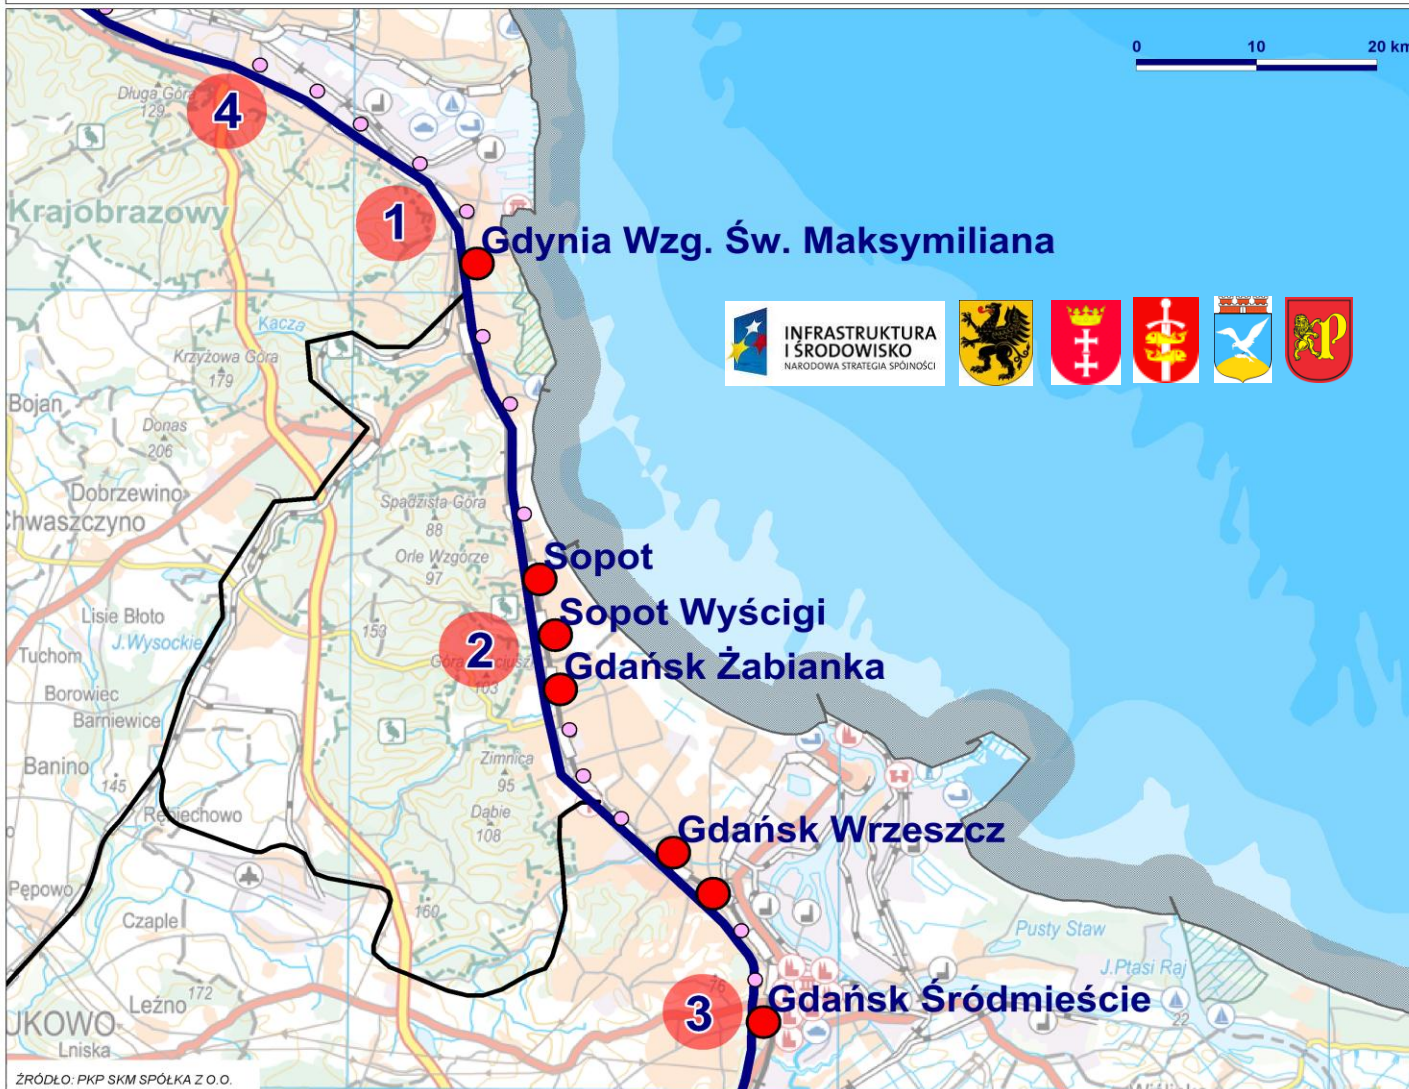 0 10 20 km
Długa Góra
129
4
Krajobrazowy
1
Gdynia Wzg. Św. Maksymiliana
INFRASTRUKTURA
I ŚRODOWISKO
NARODOWA STRATEGIA SPÓJNOŚCI
P
Kacza
Krzyżowa Góra
179
Bojan
Donas
206
Dobrzewino
Chwaszczyno
Spadzista Góra
88
Orle Wzgórze
97
Sopot
Lisie Błoto
J.Wysockie
153
Sopot Wyścigi
2
Tuchom
Gdańsk Żabianka
103
Borowiec
Barniewice
Banino
145
Zimnica
95
Rębiechowo
Dąbie
108
Gdańsk Wrzeszcz
Pępowo
Czaple
160
Pusty Staw
J.Ptasi Raj
76
Leźno
172
3
Gdańsk Śródmieście
22
UKOWO
Lniska
ŹRÓDŁO: PKP SKM SPÓŁKA Z O.O.